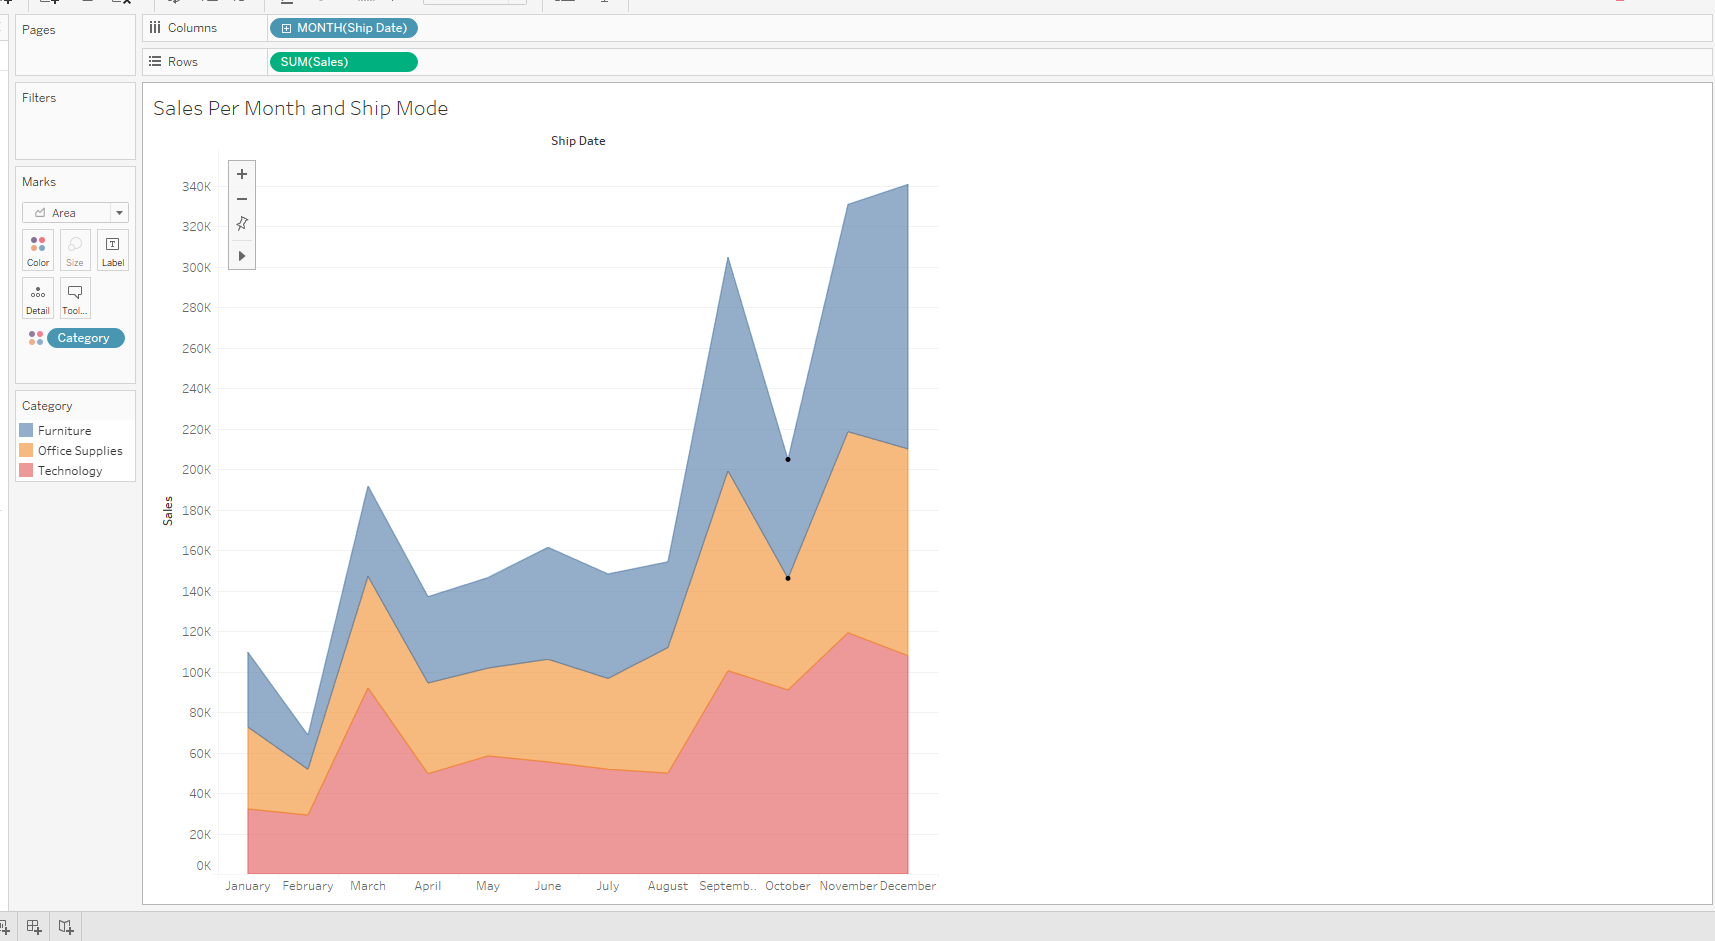 Pages
Columns
MONTH(Ship Date)
Rows
SUM(Sales)
Filters
Marks
Area
Color
Size
Label
Detail
Tool...
Category
Category
Furniture
Office Supplies
Technology
Sales Per Month and Ship Mode
Ship Date
Sales
340K
320K
300K
280K
260K
240K
220K
200K
180K
160K
140K
120K
100K
80K
60K
40K
20K
0K
January February March April May June July August Septemb.. October November December